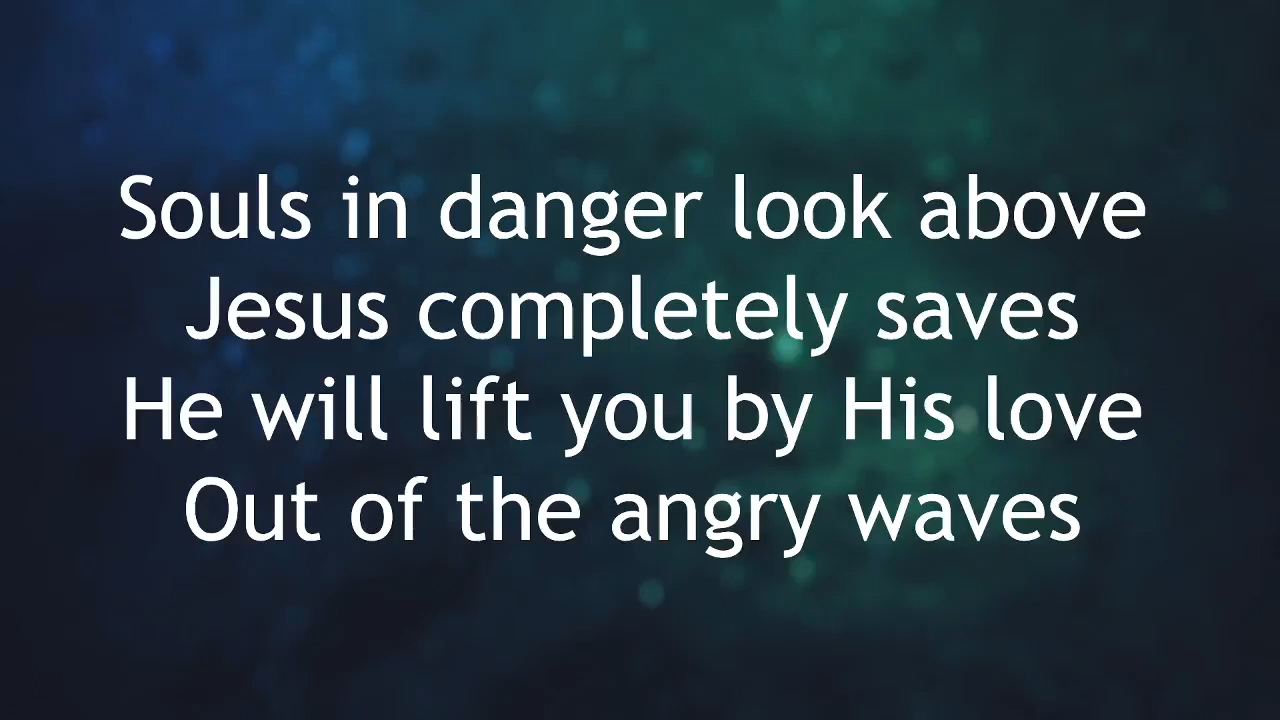 Souls in danger look above
Jesus completely saves
He will lift you by His love
Out of the angry waves